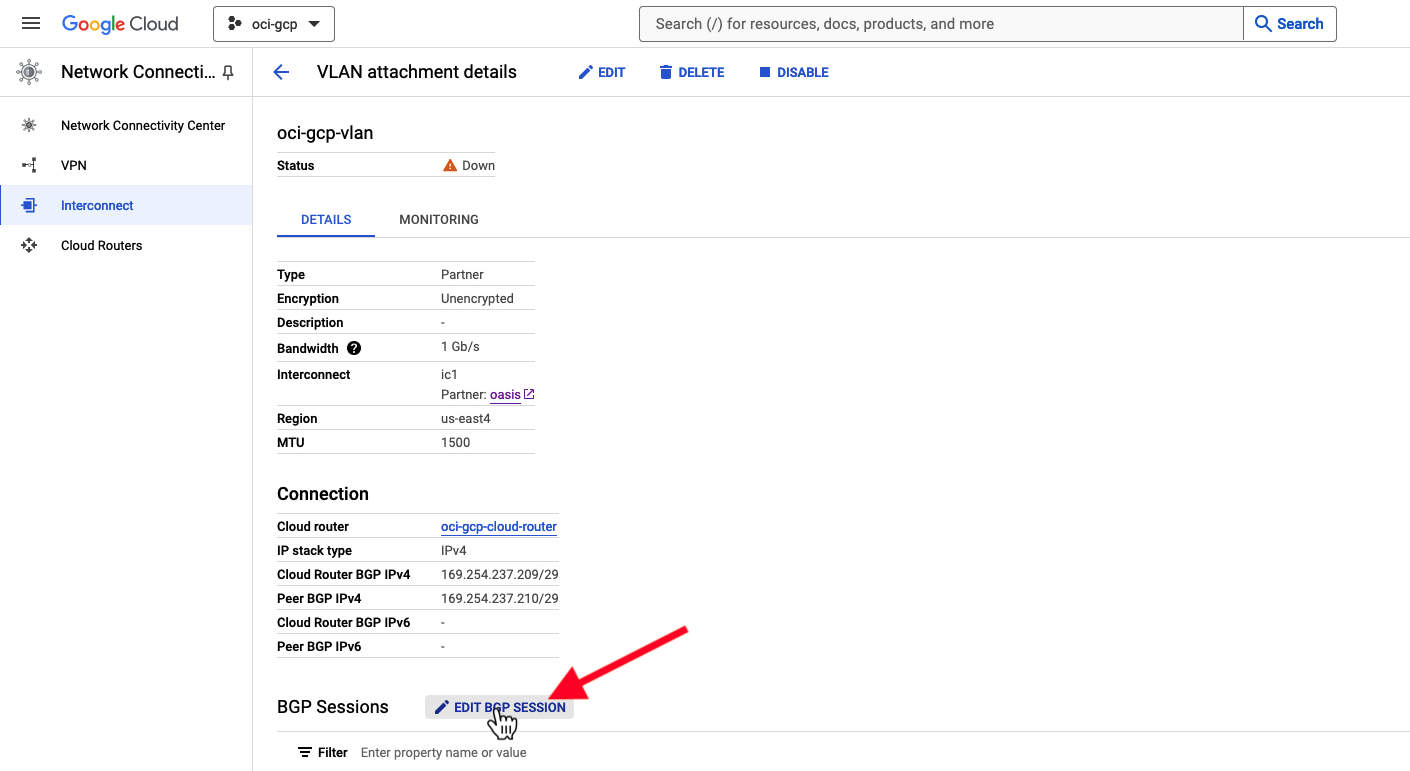 Google Cloud
oci-gcp
Search (/) for resources, docs, products, and more
Search
Network Connecti...
VLAN attachment details
EDIT
DELETE
DISABLE
Network Connectivity Center
VPN
Interconnect
Cloud Routers
oci-gcp-vlan
Status Down
DETAILS
MONITORING
Type Partner
Encryption Unencrypted
Description -
Bandwidth ? 1 Gb/s
Interconnect ic1
Partner: oasis
Region us-east4
MTU 1500
Connection
Cloud router oci-gcp-cloud-router
IP stack type IPv4
Cloud Router BGP IPv4 169.254.237.209/29
Peer BGP IPv4 169.254.237.210/29
Cloud Router BGP IPv6 -
Peer BGP IPv6 -
BGP Sessions
EDIT BGP SESSION
Filter Enter property name or value